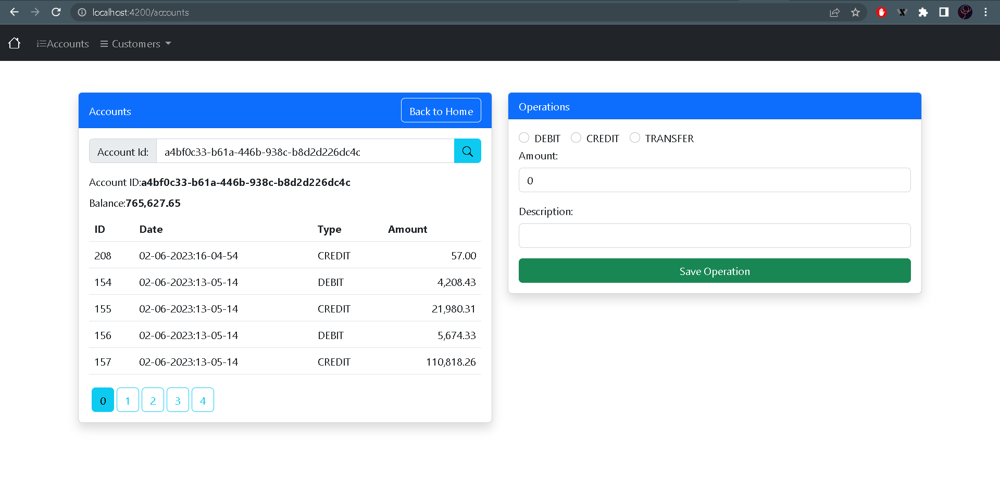 localhost:4200/accounts
Accounts Customers
Accounts Back to Home
Account Id: a4bf0c33-b61a-446b-938c-b8d2d226dc4c
Account ID:a4bf0c33-b61a-446b-938c-b8d2d226dc4c
Balance:765,627.65
ID Date Type Amount
208 02-06-2023:16-04-54 CREDIT 57.00
154 02-06-2023:13-05-14 DEBIT 4,208.43
155 02-06-2023:13-05-14 CREDIT 21,980.31
156 02-06-2023:13-05-14 DEBIT 5,674.33
157 02-06-2023:13-05-14 CREDIT 110,818.26
0 1 2 3 4
Operations
DEBIT CREDIT TRANSFER
Amount:
0
Description:
Save Operation